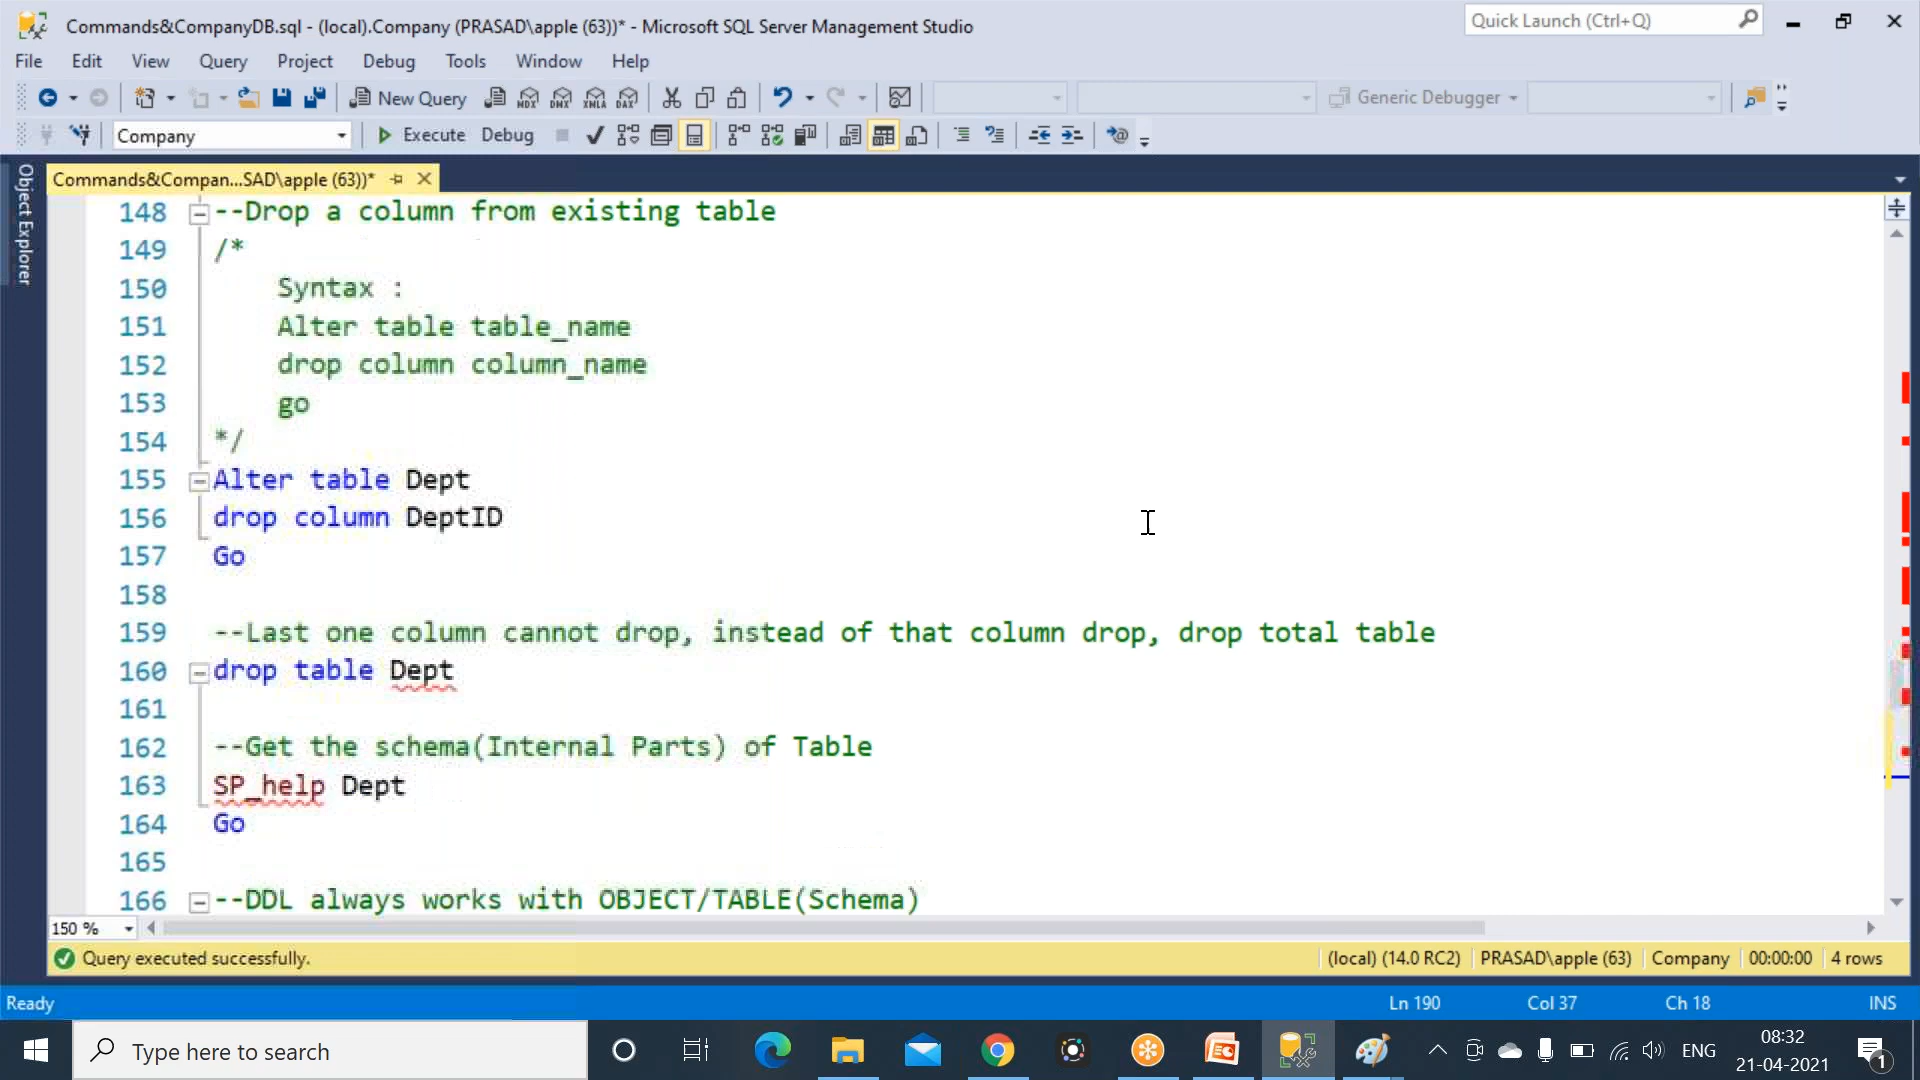 Commands&CompanyDB.sql - (local).Company (PRASAD\apple (63))* - Microsoft SQL Server Management Studio
Quick Launch (Ctrl+Q)
File Edit View Query Project Debug Tools Window Help
New Query MDX DMX XMLA DAX Generic Debugger
Company Execute Debug
Object Explorer
Commands&Compan...SAD\apple (63))*
148 --Drop a column from existing table
149 /*
150 Syntax :
151 Alter table table_name
152 drop column column_name
153 go
154 */
155 Alter table Dept
156 drop column DeptID
157 Go
158
159 --Last one column cannot drop, instead of that column drop, drop total table
160 drop table Dept
161
162 --Get the schema(Internal Parts) of Table
163 SP_help Dept
164 Go
165
166 --DDL always works with OBJECT/TABLE(Schema)
150 %
Query executed successfully. (local) (14.0 RC2) PRASAD\apple (63) Company 00:00:00 4 rows
Ready Ln 190 Col 37 Ch 18 INS
Type here to search ENG 08:32
21-04-2021 1